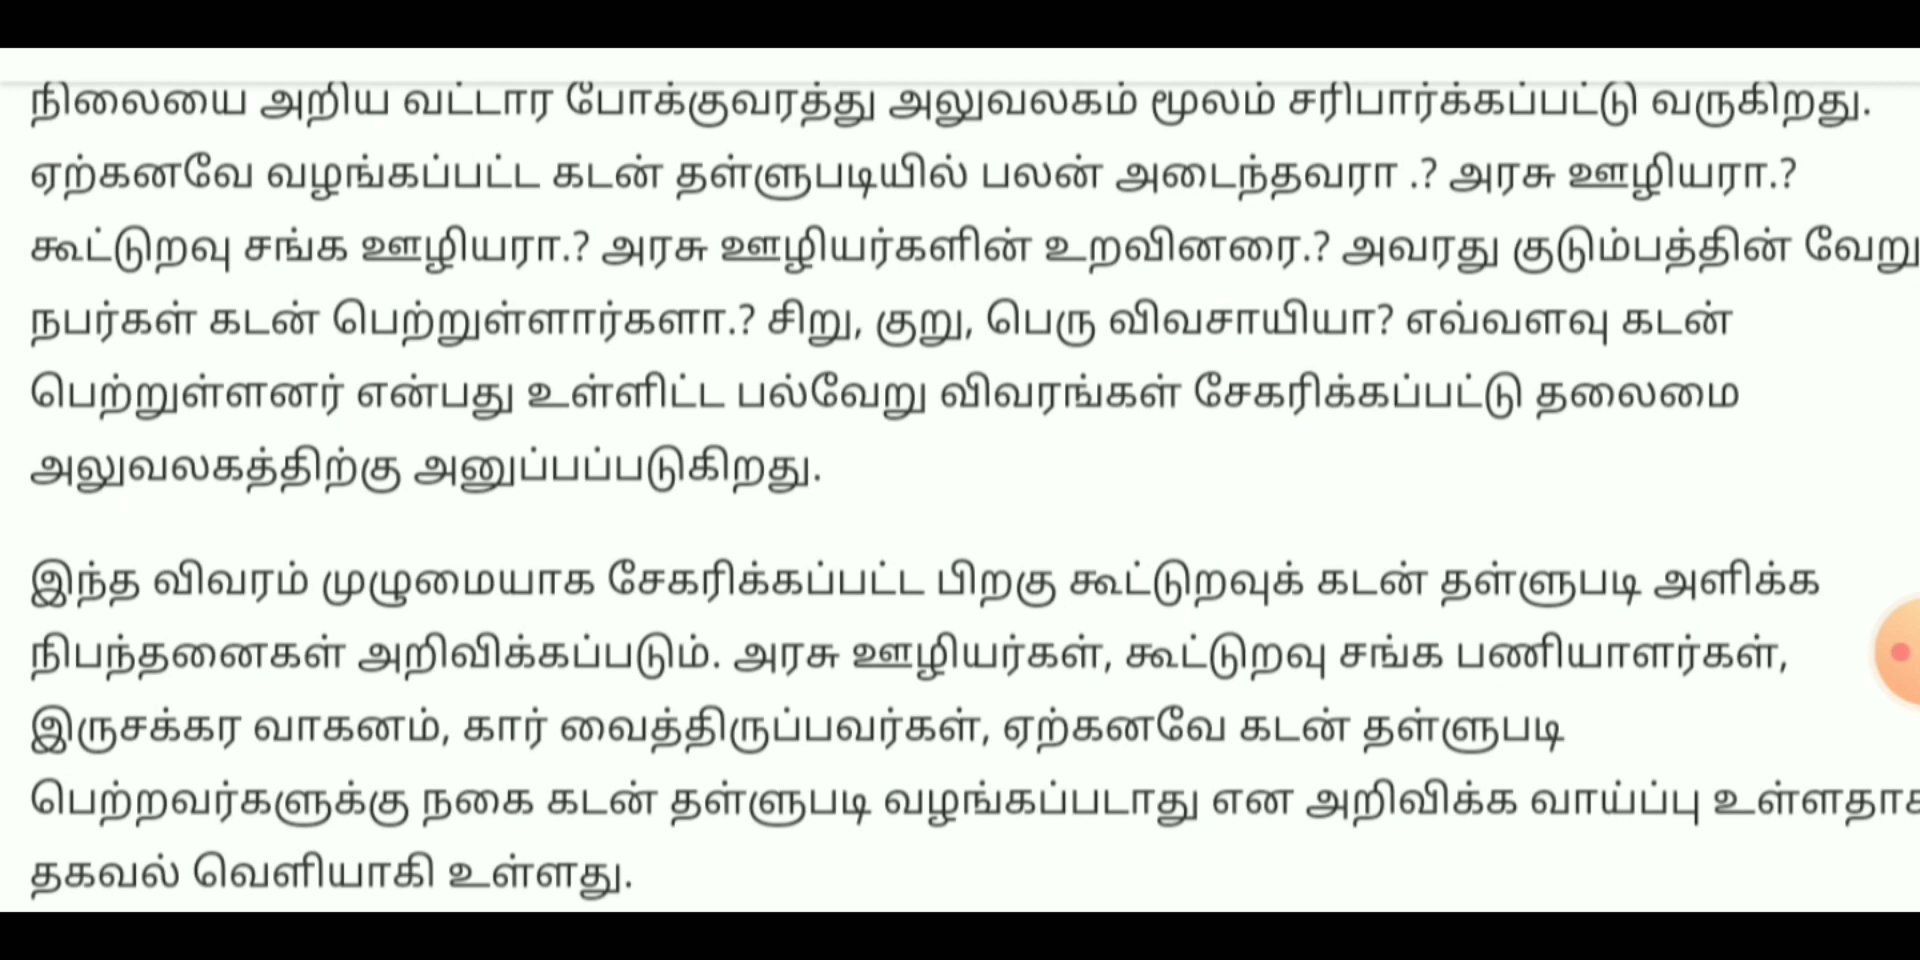 நிலையை அறிய வட்டார போக்குவரத்து அலுவலகம் மூலம் சரிபார்க்கப்பட்டு வருகிறது.
ஏற்கனவே வழங்கப்பட்ட கடன் தள்ளுபடியில் பலன் அடைந்தவரா .? அரசு ஊழியரா.?
கூட்டுறவு சங்க ஊழியரா.? அரசு ஊழியர்களின் உறவினரை.? அவரது குடும்பத்தின் வேறு
நபர்கள் கடன் பெற்றுள்ளார்களா.? சிறு, குறு, பெரு விவசாயியா? எவ்வளவு கடன்
பெற்றுள்ளனர் என்பது உள்ளிட்ட பல்வேறு விவரங்கள் சேகரிக்கப்பட்டு தலைமை
அலுவலகத்திற்கு அனுப்பப்படுகிறது.
இந்த விவரம் முழுமையாக சேகரிக்கப்பட்ட பிறகு கூட்டுறவுக் கடன் தள்ளுபடி அளிக்க
நிபந்தனைகள் அறிவிக்கப்படும். அரசு ஊழியர்கள், கூட்டுறவு சங்க பணியாளர்கள்,
இருசக்கர வாகனம், கார் வைத்திருப்பவர்கள், ஏற்கனவே கடன் தள்ளுபடி
பெற்றவர்களுக்கு நகை கடன் தள்ளுபடி வழங்கப்படாது என அறிவிக்க வாய்ப்பு உள்ளதாக
தகவல் வெளியாகி உள்ளது.